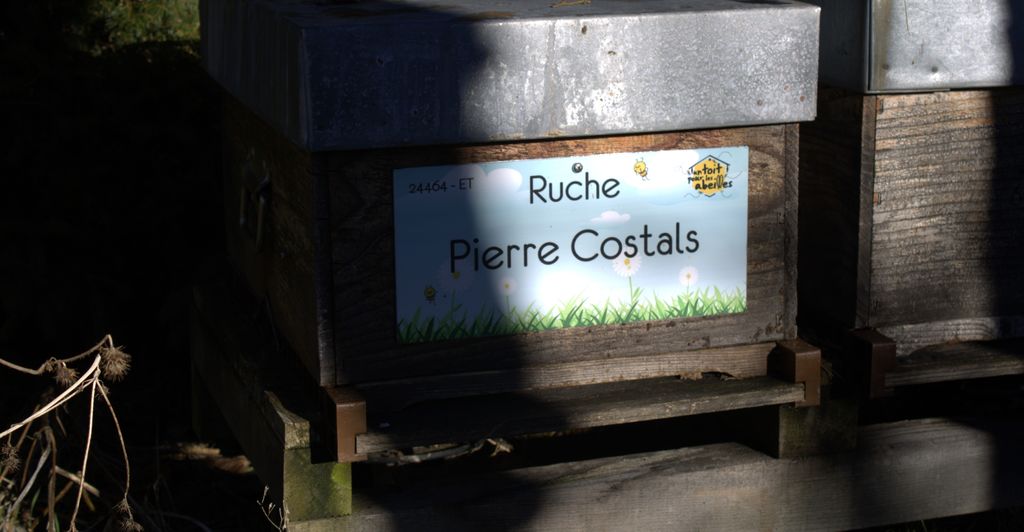 24464 - ET
Ruche
un toit
pour les
abeilles
Pierre Costals